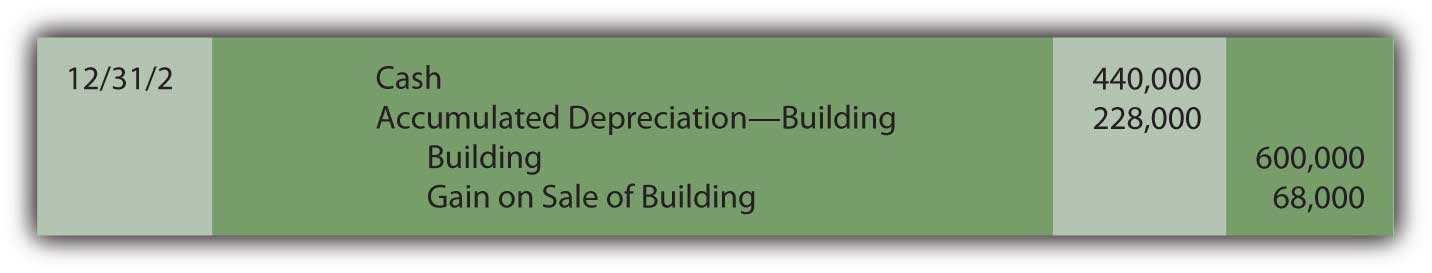 12/31/2 Cash 440,000
Accumulated Depreciation—Building 228,000
Building 600,000
Gain on Sale of Building 68,000